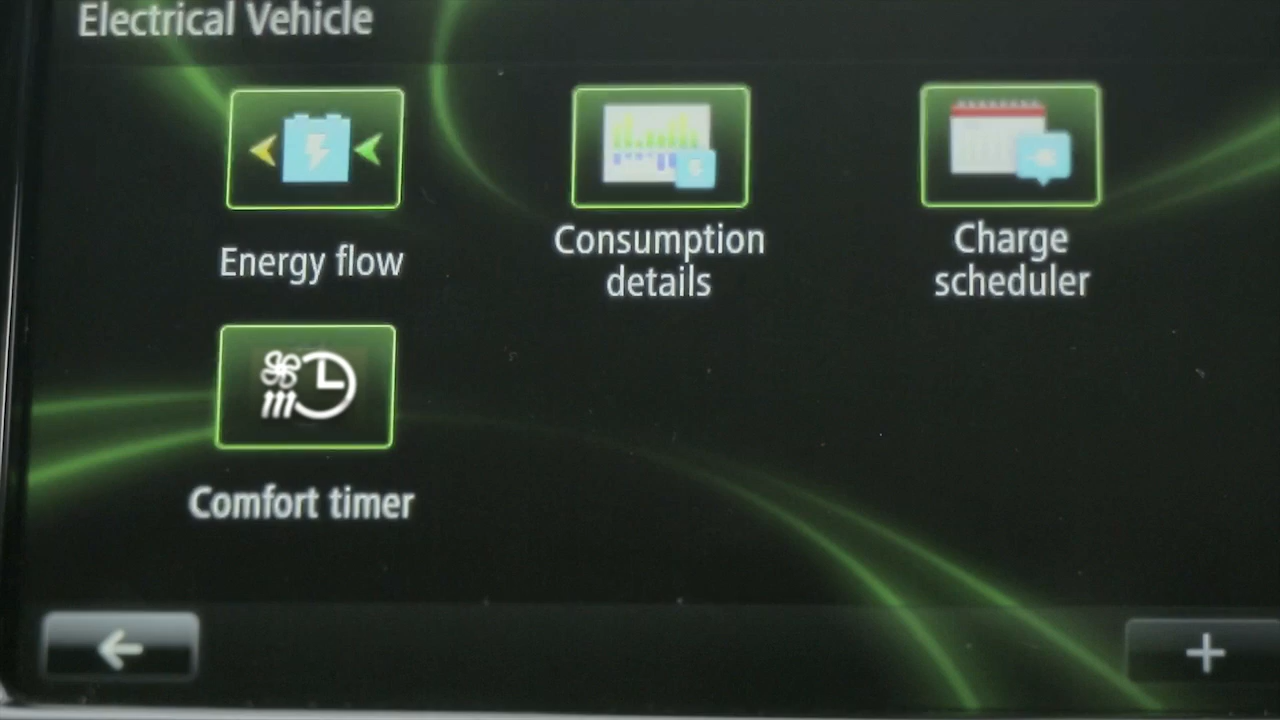 Electrical Vehicle
Energy flow
Consumption
details
Charge
scheduler
Comfort timer